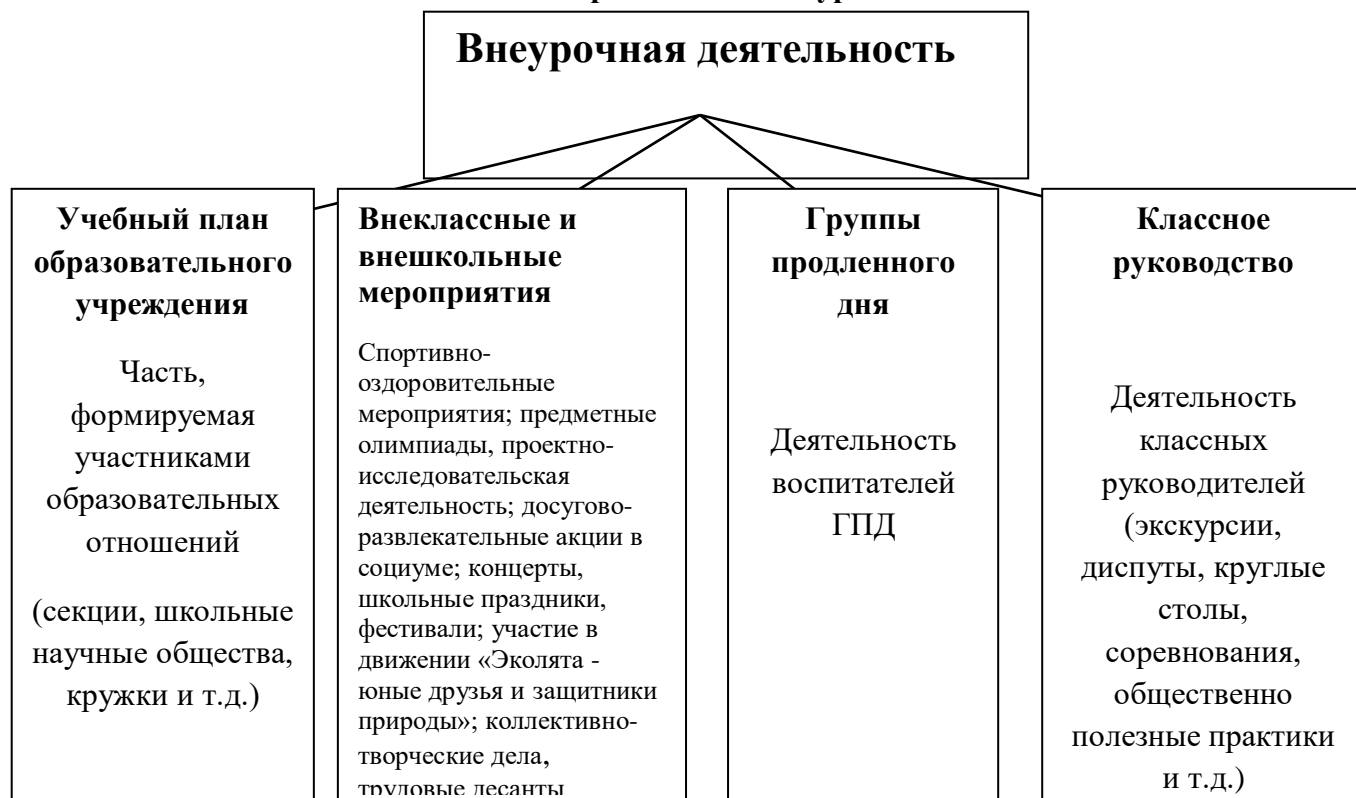 Внеурочная деятельность
Учебный план
образовательного
учреждения
Часть,
формируемая
участниками
образовательных
отношений
(секции, школьные
научные общества,
кружки и т.д.)
Внеклассные и
внешкольные
мероприятия
Спортивно-
оздоровительные
мероприятия; предметные
олимпиады, проектно-
исследовательская
деятельность; досугово-
развлекательные акции в
социуме; концерты,
школьные праздники,
фестивали; участие в
движении «Эколята -
юные друзья и защитники
природы»; коллективно-
творческие дела,
трудовые десанты
Группы
продленного
дня
Деятельность
воспитателей
ГПД
Классное
руководство
Деятельность
классных
руководителей
(экскурсии,
диспуты, круглые
столы,
соревнования,
общественно
полезные практики
и т.д.)